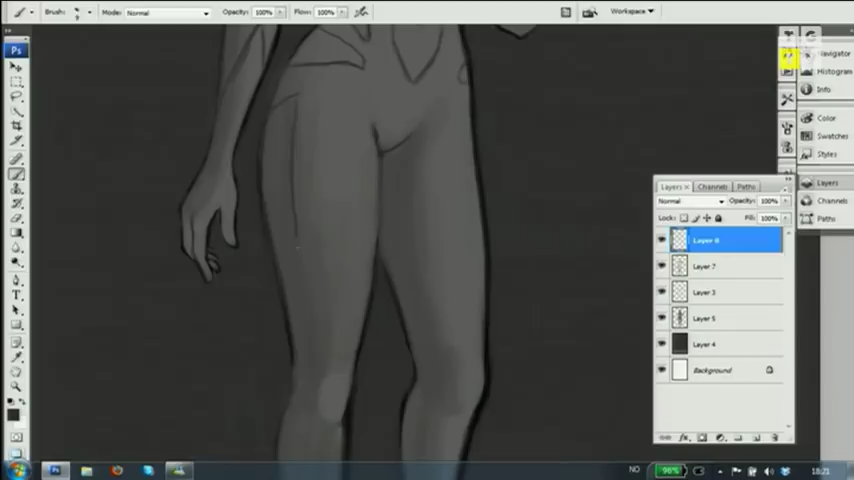 Brush: Mode: Normal Opacity: 100% Flow: 100% Workspace
Ps
Navigator
Histogram
Info
Color
Swatches
Styles
Layers
Channels
Paths
Layers × Channels Paths
Normal Opacity: 100%
Lock: Fill: 100%
Layer 6
Layer 7
Layer 3
Layer 5
Layer 4
Background
NO 98% 18:21